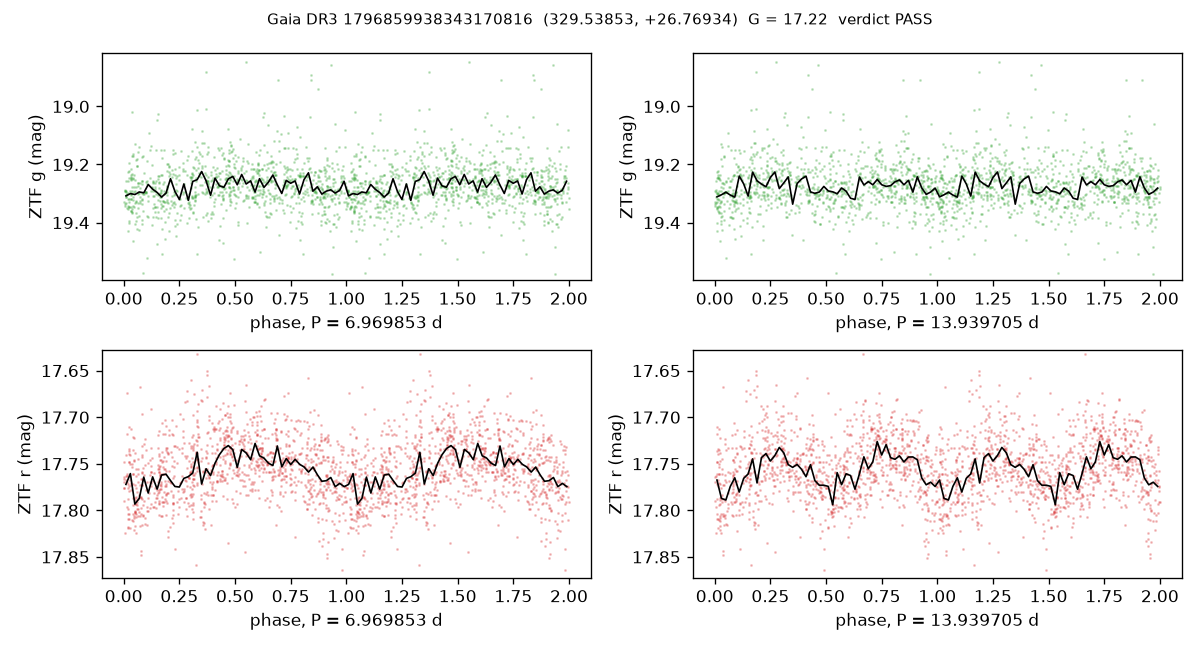 Gaia DR3 1796859938343170816 (329.53853, +26.76934) G = 17.22 verdict PASS
ZTF g (mag)
19.0
19.2
19.4
0.00 0.25 0.50 0.75 1.00 1.25 1.50 1.75 2.00
phase, P = 6.969853 d
ZTF g (mag)
19.0
19.2
19.4
0.00 0.25 0.50 0.75 1.00 1.25 1.50 1.75 2.00
phase, P = 13.939705 d
ZTF r (mag)
17.65
17.70
17.75
17.80
17.85
0.00 0.25 0.50 0.75 1.00 1.25 1.50 1.75 2.00
phase, P = 6.969853 d
ZTF r (mag)
17.65
17.70
17.75
17.80
17.85
0.00 0.25 0.50 0.75 1.00 1.25 1.50 1.75 2.00
phase, P = 13.939705 d